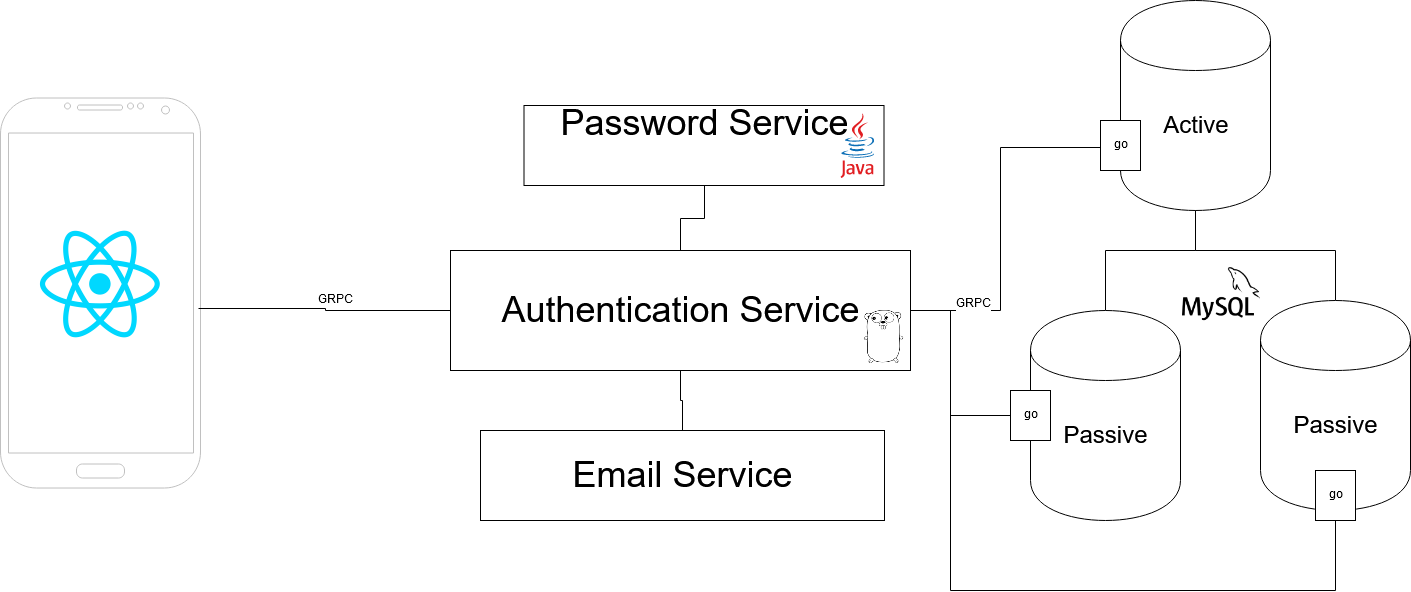 Password Service
Java
go
Active
GRPC
Authentication Service
GRPC
MySQL
go
Passive
Passive
Email Service
go